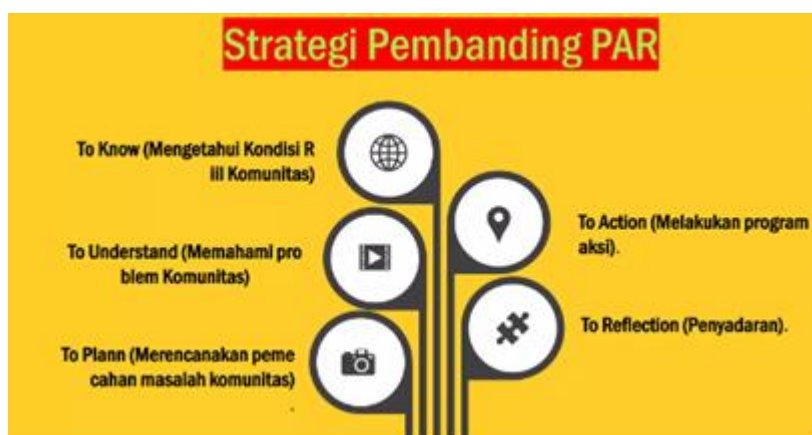 Strategi Pembanding PAR
To Know (Mengetahui Kondisi R
iil Komunitas)
To Understand (Memahami pro
blem Komunitas)
To Plann (Merencanakan peme
cahan masalah komunitas)
To Action (Melakukan program
aksi).
To Reflection (Penyadaran).